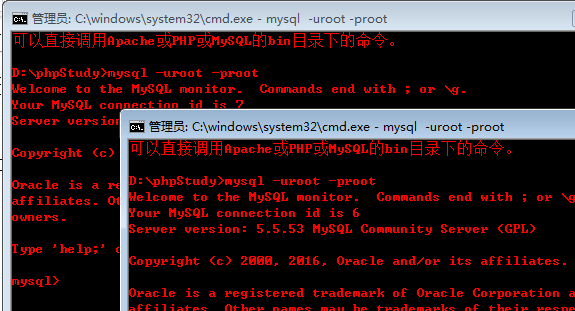 管理员: C:\windows\system32\cmd.exe - mysql  -uroot -proot
可以直接调用Apache或PHP或MySQL的bin目录下的命令。
D:\phpStudy>mysql -uroot -proot
Welcome to the MySQL monitor.  Commands end with ; or \g.
Your MySQL connection id is 7
Server version
Copyright (c)
Oracle is a re
affiliates. Ot
owners.
Type 'help;'
mysql>
管理员: C:\windows\system32\cmd.exe - mysql  -uroot -proot
可以直接调用Apache或PHP或MySQL的bin目录下的命令。
D:\phpStudy>mysql -uroot -proot
Welcome to the MySQL monitor.  Commands end with ; or \g
Your MySQL connection id is 6
Server version: 5.5.53 MySQL Community Server (GPL)
Copyright (c) 2000, 2016, Oracle and/or its affiliates.
Oracle is a registered trademark of Oracle Corporation a
affiliates. Other names may be trademarks of their respe